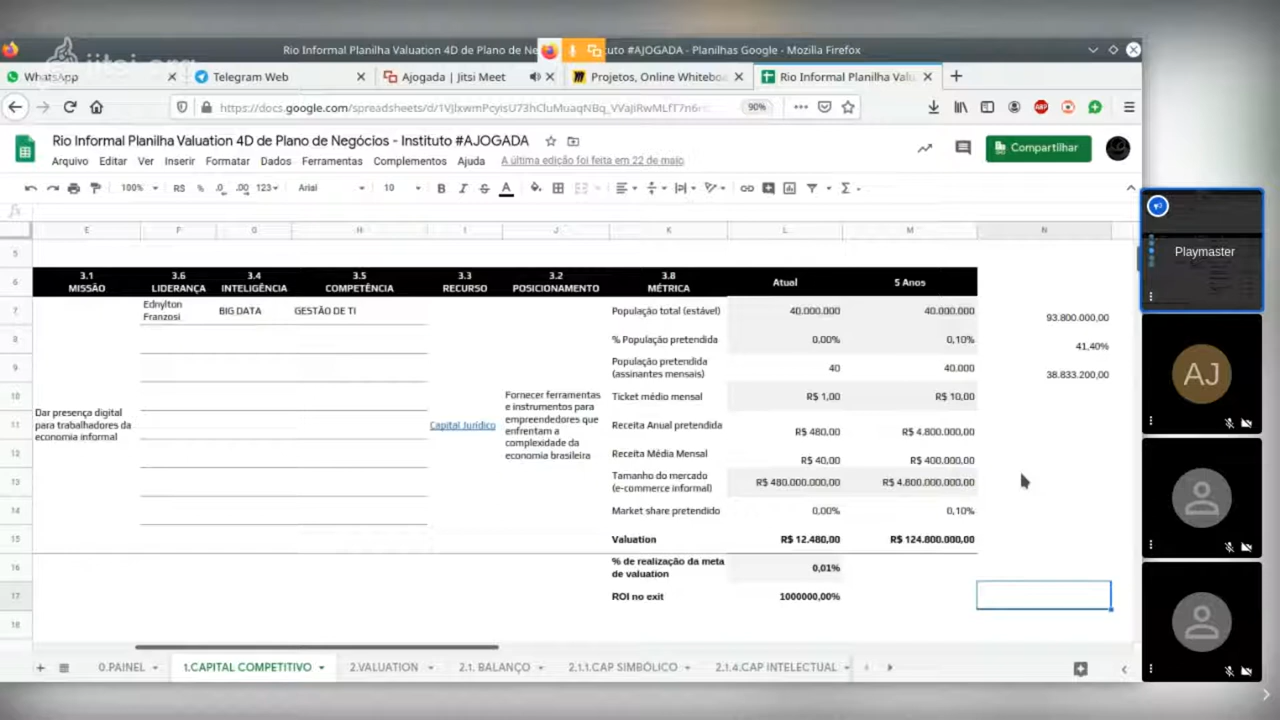 jitsi.org
Rio Informal Planilha Valuation 4D de Plano de Ne
tuto #AJOGADA - Planilhas Google - Mozilla Firefox
WhatsApp
Telegram Web
Ajogada | Jitsi Meet
Projetos, Online Whiteboa
Rio Informal Planilha Valu
90%
Rio Informal Planilha Valuation 4D de Plano de Negócios - Instituto #AJOGADA
Arquivo Editar Ver Inserir Formatar Dados Ferramentas Complementos Ajuda A última edição foi feita em 22 de maio
Compartilhar
100% R$ % .0 .00 123 Arial 10 B I S A
fx
E F G H I J K L M N
5
6 3.1 MISSÃO 3.6 LIDERANÇA 3.4 INTELIGÊNCIA 3.5 COMPETÊNCIA 3.3 RECURSO 3.2 POSICIONAMENTO 3.8 MÉTRICA Atual 5 Anos
7 Ednylton Franzosi BIG DATA GESTÃO DE TI População total (estável) 40.000.000 40.000.000 93.800.000,00
8 % População pretendida 0,00% 0,10% 41,40%
9 População pretendida (assinantes mensais) 40 40.000 38.833.200,00
10 Ticket médio mensal R$ 1,00 R$ 10,00
Dar presença digital
para trabalhadores da
economia informal
Capital Jurídico
Fornecer ferramentas
e instrumentos para
empreendedores que
enfrentam a
complexidade da
economia brasileira
11 Receita Anual pretendida R$ 480,00 R$ 4.800.000,00
12 Receita Média Mensal R$ 40,00 R$ 400.000,00
13 Tamanho do mercado (e-commerce informal) R$ 480.000.000,00 R$ 4.800.000.000,00
14 Market share pretendido 0,00% 0,10%
15 Valuation R$ 12.480,00 R$ 124.800.000,00
16 % de realização da meta de valuation 0,01%
17 ROI no exit 1000000,00%
18
0.PAINEL 1.CAPITAL COMPETITIVO 2.VALUATION 2.1. BALANÇO 2.1.1.CAP SIMBÓLICO 2.1.4.CAP INTELECTUAL
Playmaster
AJ